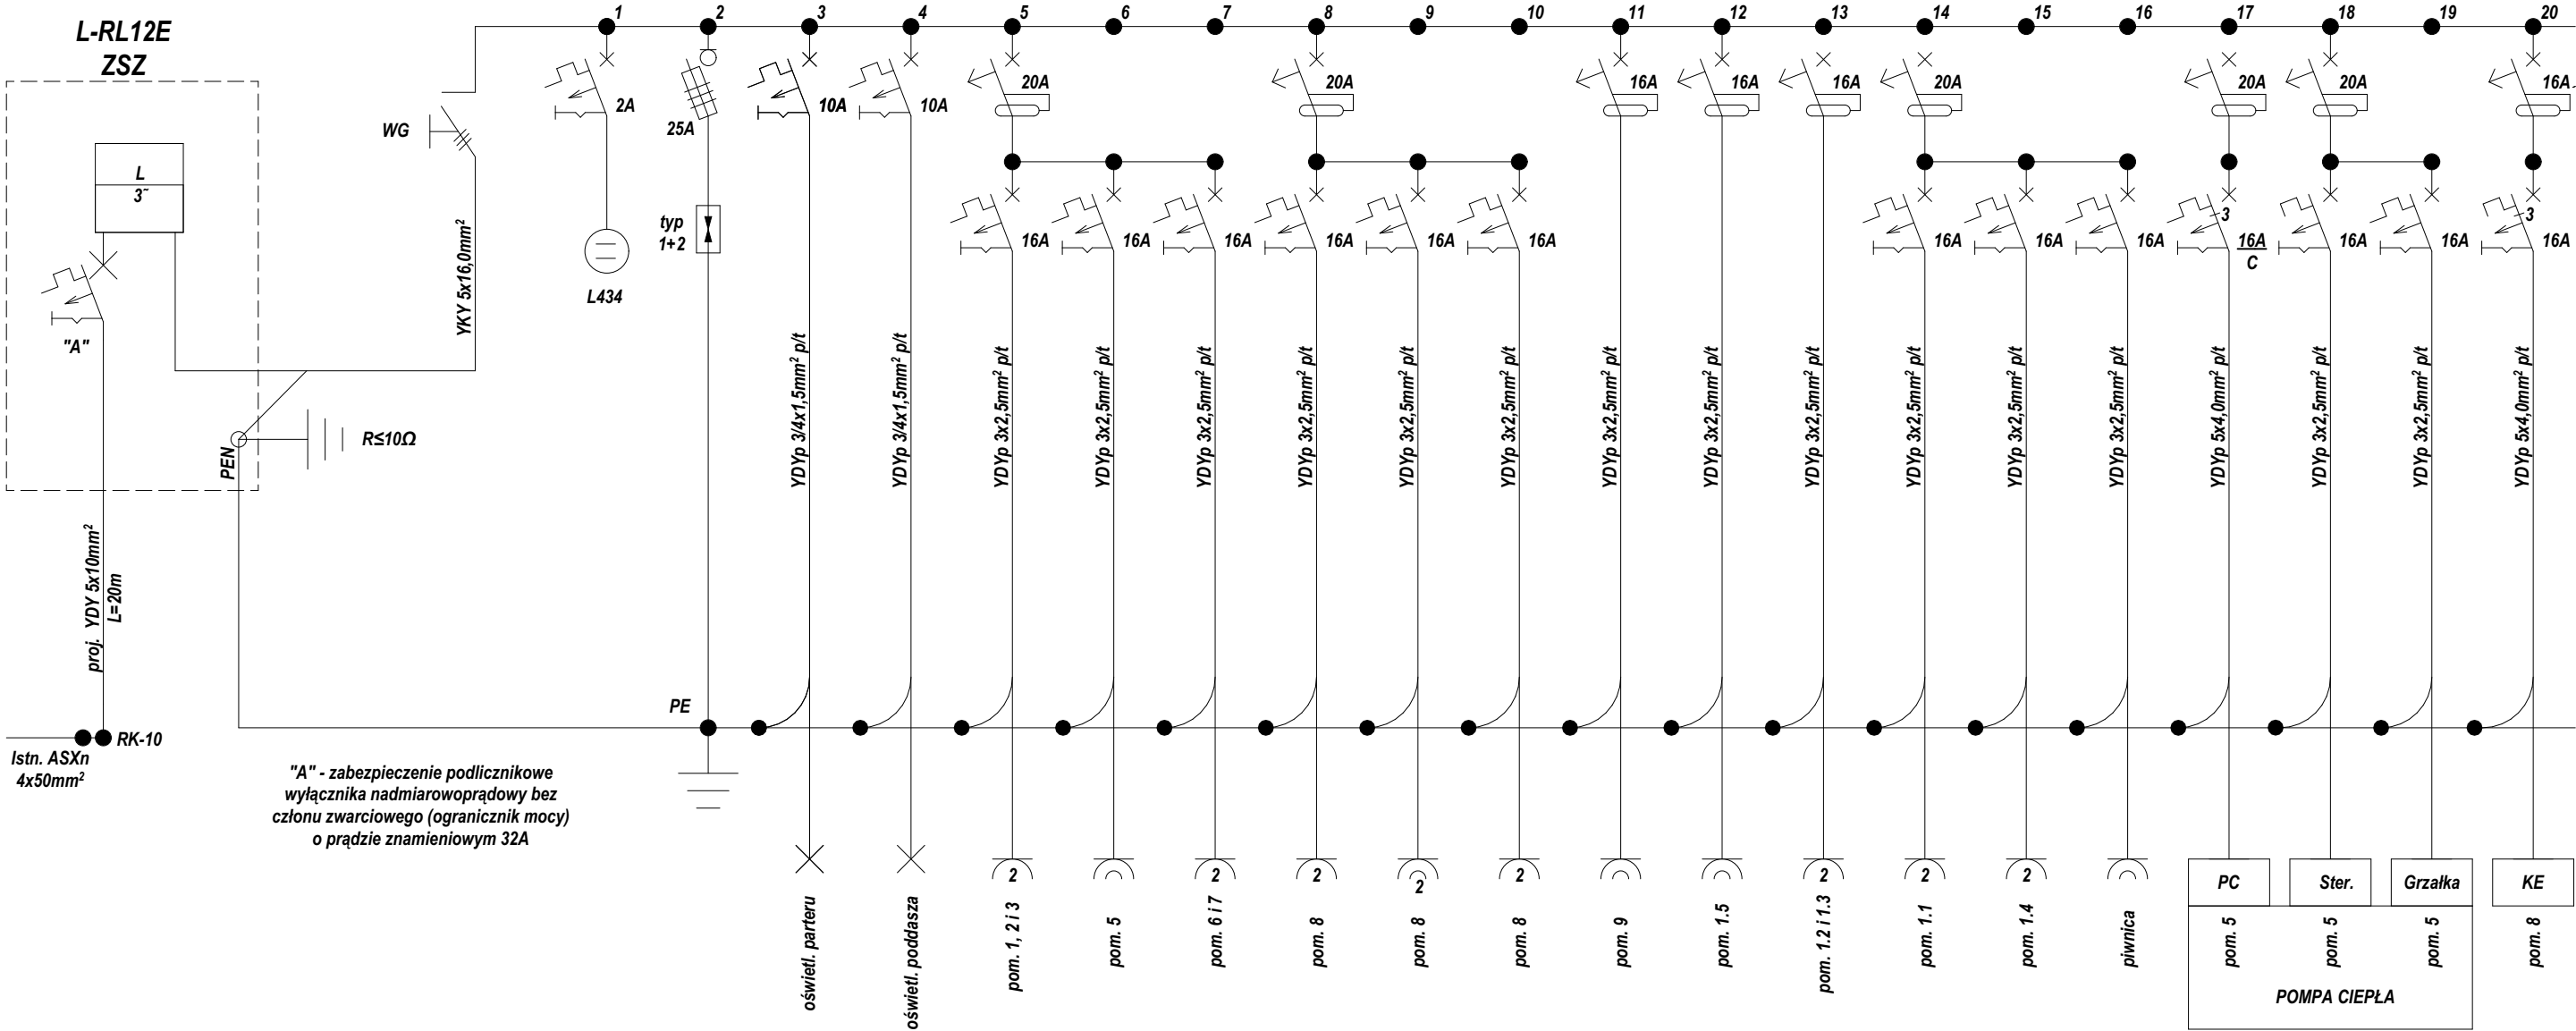 L-RL12E
ZSZ
L
3~
"A"
WG
YKY 5x16,0mm²
PEN
R≤10Ω
proj. YDY 5x10mm²
L=20m
RK-10
Istn. ASXn
4x50mm²
"A" - zabezpieczenie podlicznikowe
wyłącznika nadmiarowoprądowy bez
członu zwarciowego (ogranicznik mocy)
o prądzie znamieniowym 32A
PE
1
2A
L434
2
25A
typ
1+2
3
10A
YDYp 3/4x1,5mm² p/t
oświetl. parteru
4
10A
YDYp 3/4x1,5mm² p/t
oświetl. poddasza
5
20A
16A
YDYp 3x2,5mm² p/t
2
pom. 1, 2 i 3
6
16A
YDYp 3x2,5mm² p/t
pom. 5
7
16A
YDYp 3x2,5mm² p/t
2
pom. 6 i 7
8
20A
16A
YDYp 3x2,5mm² p/t
2
pom. 8
9
16A
YDYp 3x2,5mm² p/t
2
pom. 8
10
16A
YDYp 3x2,5mm² p/t
2
pom. 8
11
16A
YDYp 3x2,5mm² p/t
pom. 9
12
16A
YDYp 3x2,5mm² p/t
pom. 1.5
13
16A
YDYp 3x2,5mm² p/t
2
pom. 1.2 i 1.3
14
20A
16A
YDYp 3x2,5mm² p/t
2
pom. 1.1
15
16A
YDYp 3x2,5mm² p/t
2
pom. 1.4
16
16A
YDYp 3x2,5mm² p/t
piwnica
17
20A
3
16A
C
YDYp 5x4,0mm² p/t
PC
pom. 5
18
20A
16A
YDYp 3x2,5mm² p/t
Ster.
pom. 5
19
16A
YDYp 3x2,5mm² p/t
Grzałka
pom. 5
POMPA CIEPŁA
20
16A
3
16A
YDYp 5x4,0mm² p/t
KE
pom. 8